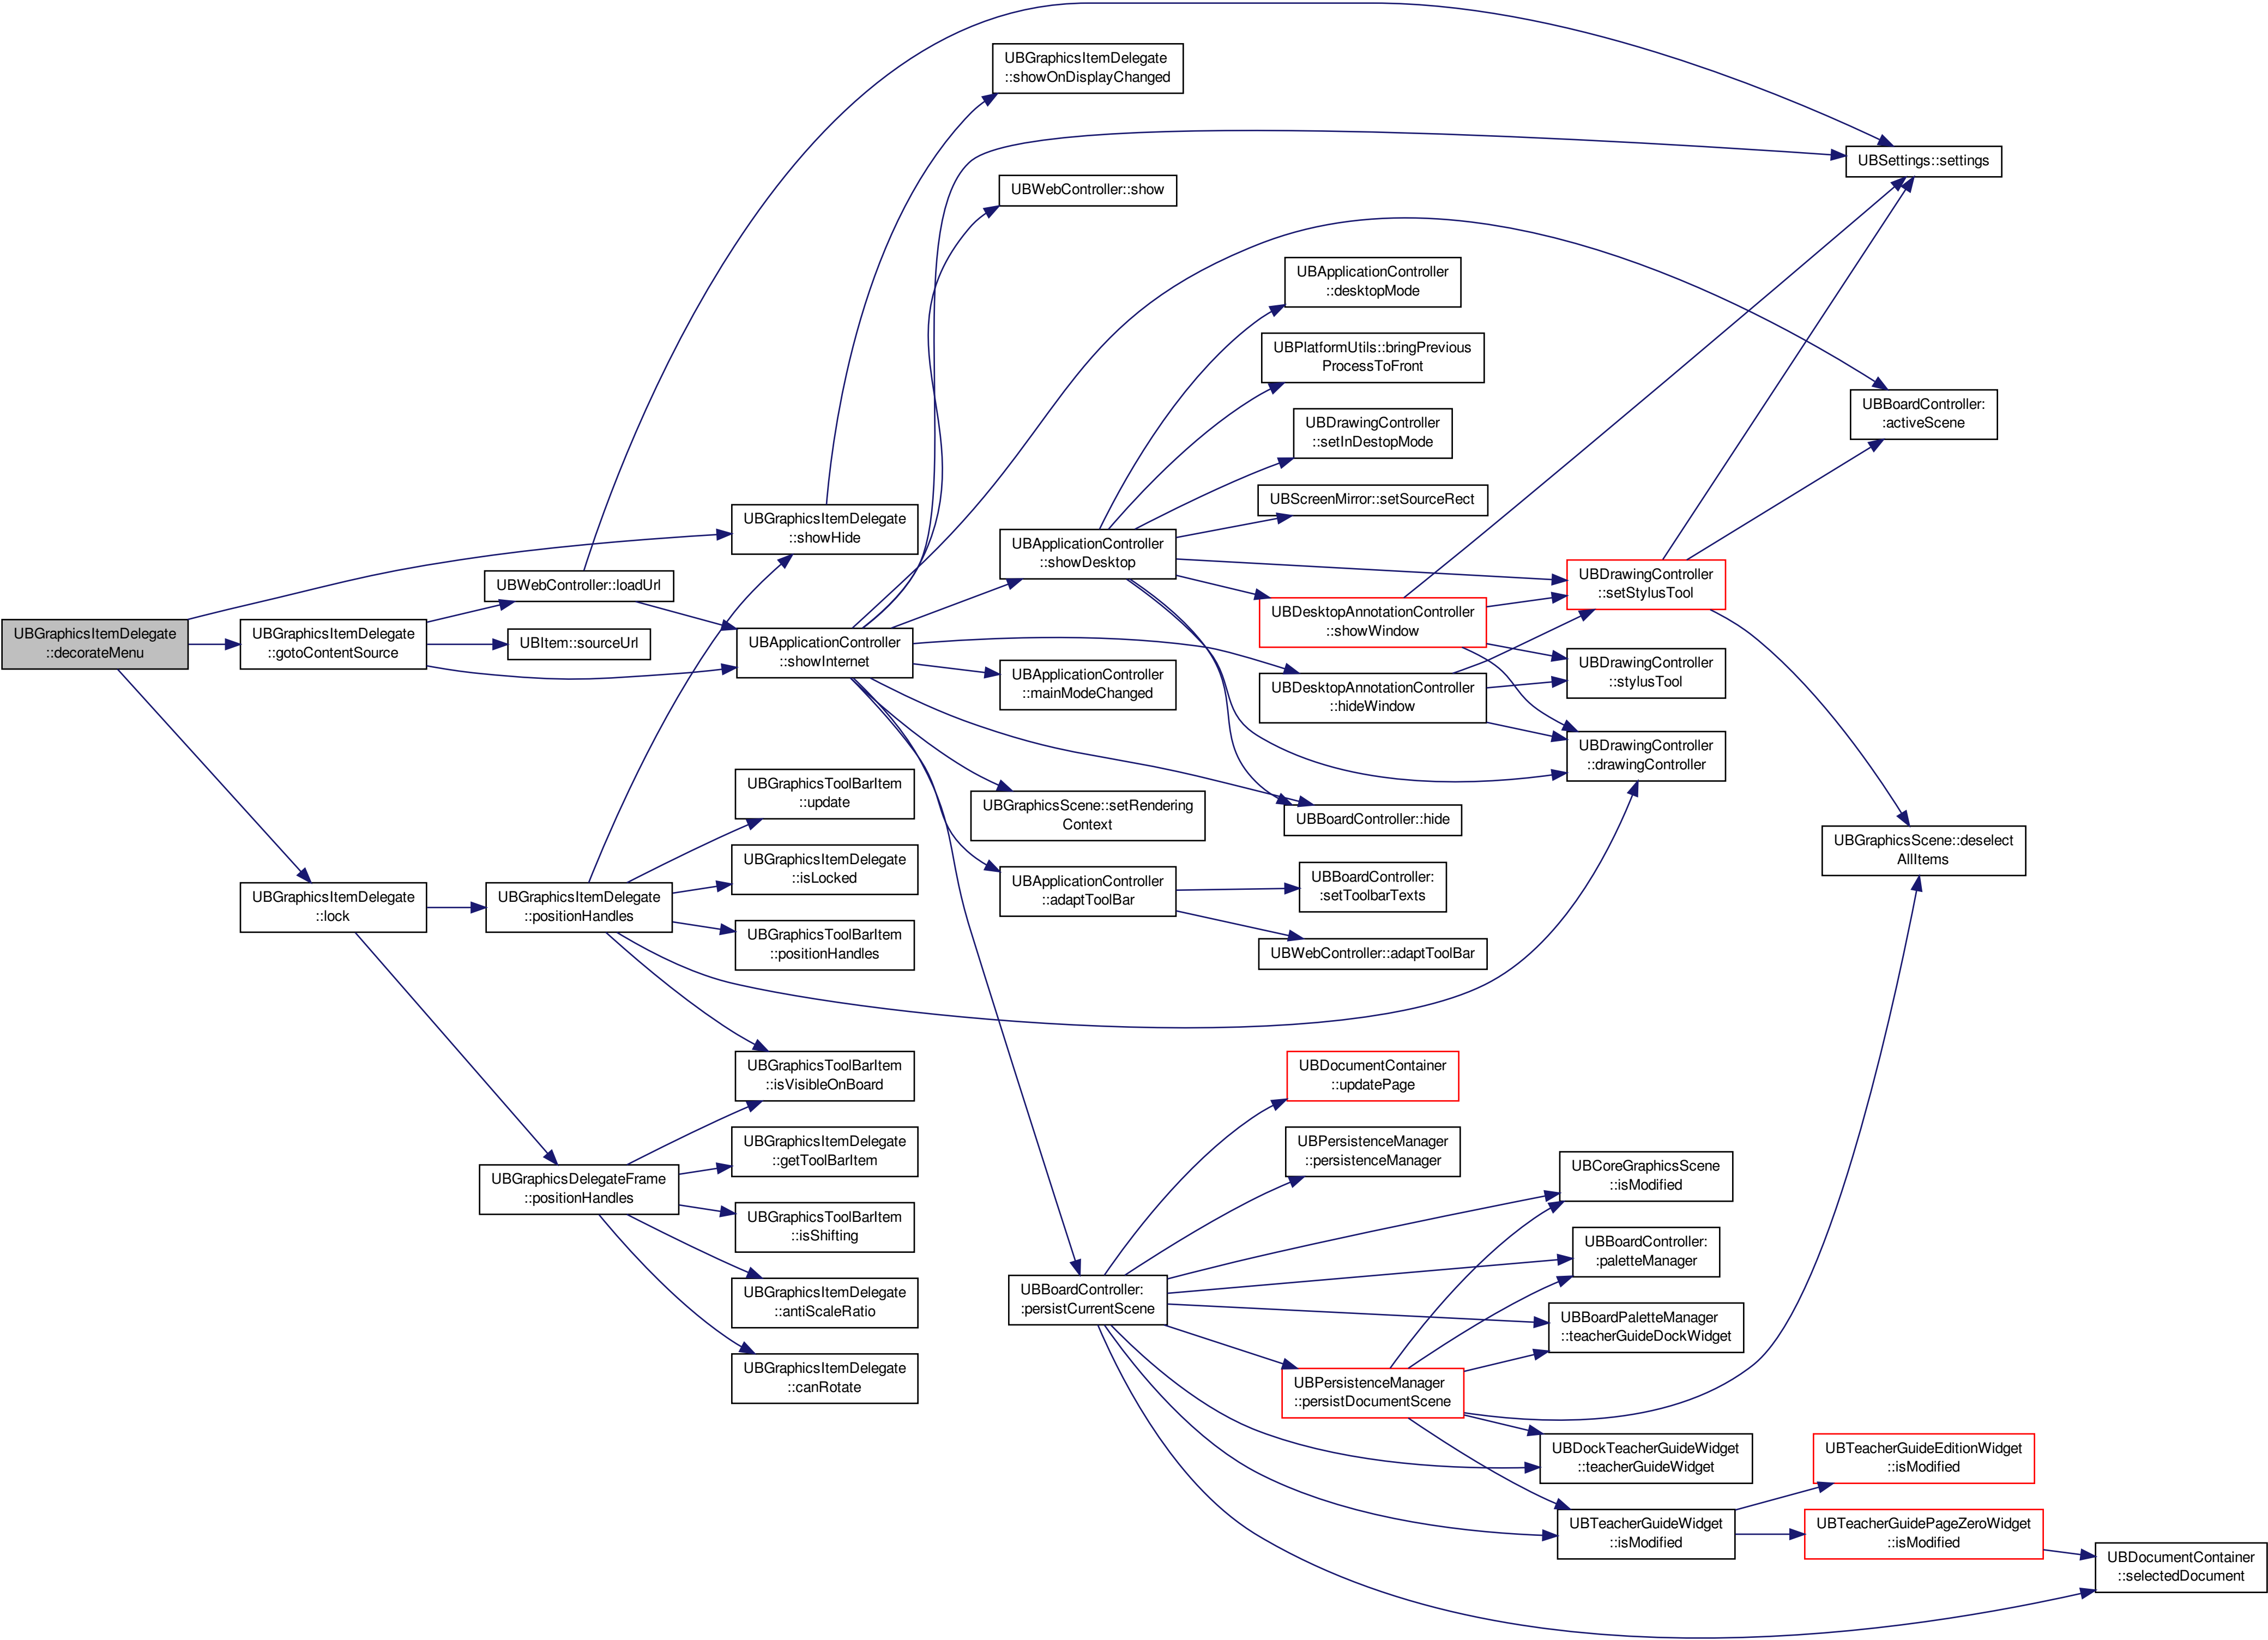 UBGraphicsItemDelegate
::decorateMenu
UBGraphicsItemDelegate
::gotoContentSource
UBGraphicsItemDelegate
::lock
UBWebController::loadUrl
UBItem::sourceUrl
UBGraphicsItemDelegate
::positionHandles
UBGraphicsDelegateFrame
::positionHandles
UBGraphicsItemDelegate
::showHide
UBApplicationController
::showInternet
UBGraphicsToolBarItem
::update
UBGraphicsItemDelegate
::isLocked
UBGraphicsToolBarItem
::positionHandles
UBGraphicsToolBarItem
::isVisibleOnBoard
UBGraphicsItemDelegate
::getToolBarItem
UBGraphicsToolBarItem
::isShifting
UBGraphicsItemDelegate
::antiScaleRatio
UBGraphicsItemDelegate
::canRotate
UBGraphicsItemDelegate
::showOnDisplayChanged
UBWebController::show
UBApplicationController
::showDesktop
UBApplicationController
::mainModeChanged
UBGraphicsScene::setRendering
Context
UBApplicationController
::adaptToolBar
UBBoardController:
:persistCurrentScene
UBApplicationController
::desktopMode
UBPlatformUtils::bringPrevious
ProcessToFront
UBDrawingController
::setInDestopMode
UBScreenMirror::setSourceRect
UBDesktopAnnotationController
::showWindow
UBDesktopAnnotationController
::hideWindow
UBBoardController::hide
UBBoardController:
:setToolbarTexts
UBWebController::adaptToolBar
UBDocumentContainer
::updatePage
UBPersistenceManager
::persistenceManager
UBPersistenceManager
::persistDocumentScene
UBDrawingController
::setStylusTool
UBDrawingController
::stylusTool
UBDrawingController
::drawingController
UBCoreGraphicsScene
::isModified
UBBoardController:
:paletteManager
UBBoardPaletteManager
::teacherGuideDockWidget
UBDockTeacherGuideWidget
::teacherGuideWidget
UBTeacherGuideWidget
::isModified
UBSettings::settings
UBBoardController:
:activeScene
UBGraphicsScene::deselect
AllItems
UBTeacherGuideEditionWidget
::isModified
UBTeacherGuidePageZeroWidget
::isModified
UBDocumentContainer
::selectedDocument